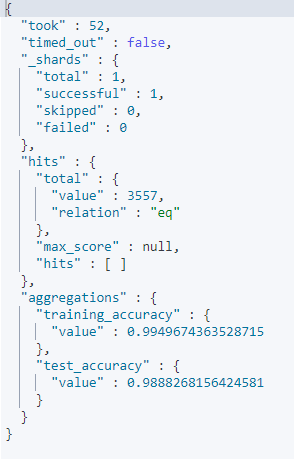 {
  "took" : 52,
  "timed_out" : false,
  "_shards" : {
    "total" : 1,
    "successful" : 1,
    "skipped" : 0,
    "failed" : 0
  },
  "hits" : {
    "total" : {
      "value" : 3557,
      "relation" : "eq"
    },
    "max_score" : null,
    "hits" : [ ]
  },
  "aggregations" : {
    "training_accuracy" : {
      "value" : 0.9949674363528715
    },
    "test_accuracy" : {
      "value" : 0.9888268156424581
    }
  }
}